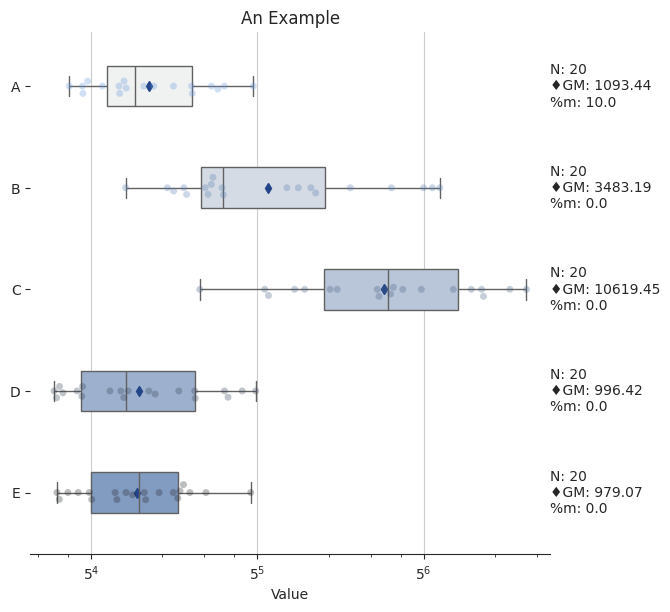 An Example
A
N: 20
♦GM: 1093.44
%m: 10.0
B
N: 20
♦GM: 3483.19
%m: 0.0
C
N: 20
♦GM: 10619.45
%m: 0.0
D
N: 20
♦GM: 996.42
%m: 0.0
E
N: 20
♦GM: 979.07
%m: 0.0
5⁴ 5⁵ 5⁶
Value